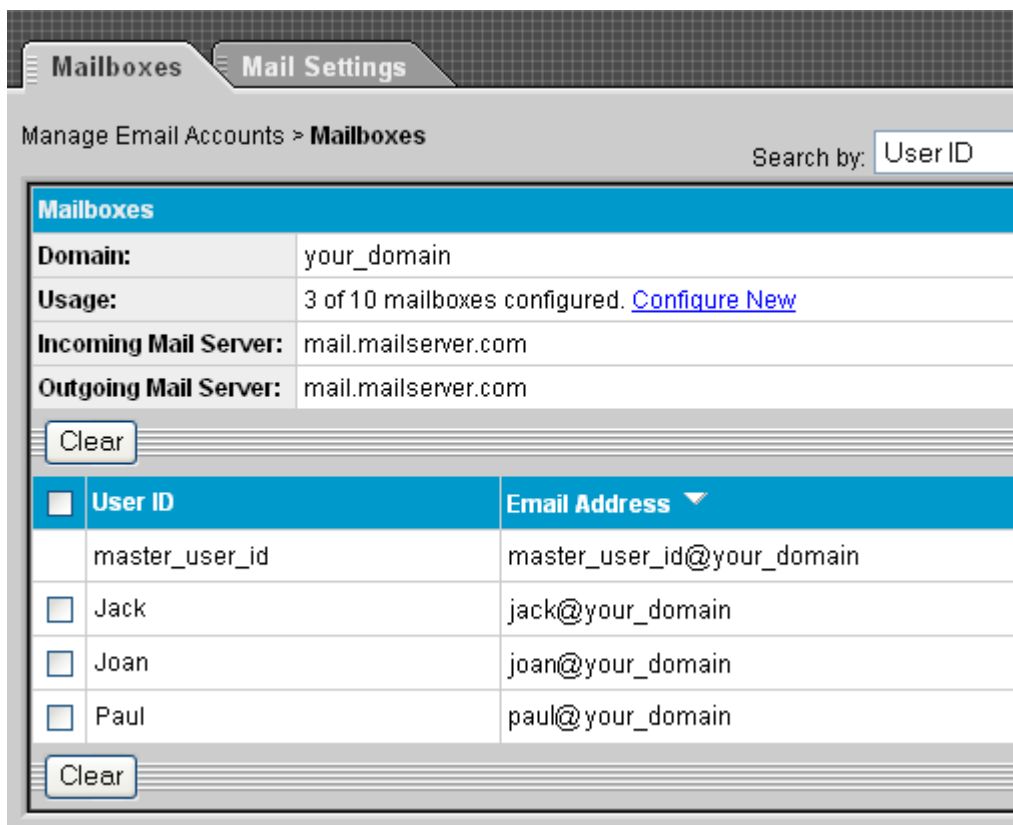 Mailboxes Mail Settings
Manage Email Accounts > Mailboxes
Search by: User ID
Mailboxes
Domain: your_domain
Usage: 3 of 10 mailboxes configured. Configure New
Incoming Mail Server: mail.mailserver.com
Outgoing Mail Server: mail.mailserver.com
Clear
User ID Email Address
master_user_id master_user_id@your_domain
Jack jack@your_domain
Joan joan@your_domain
Paul paul@your_domain
Clear